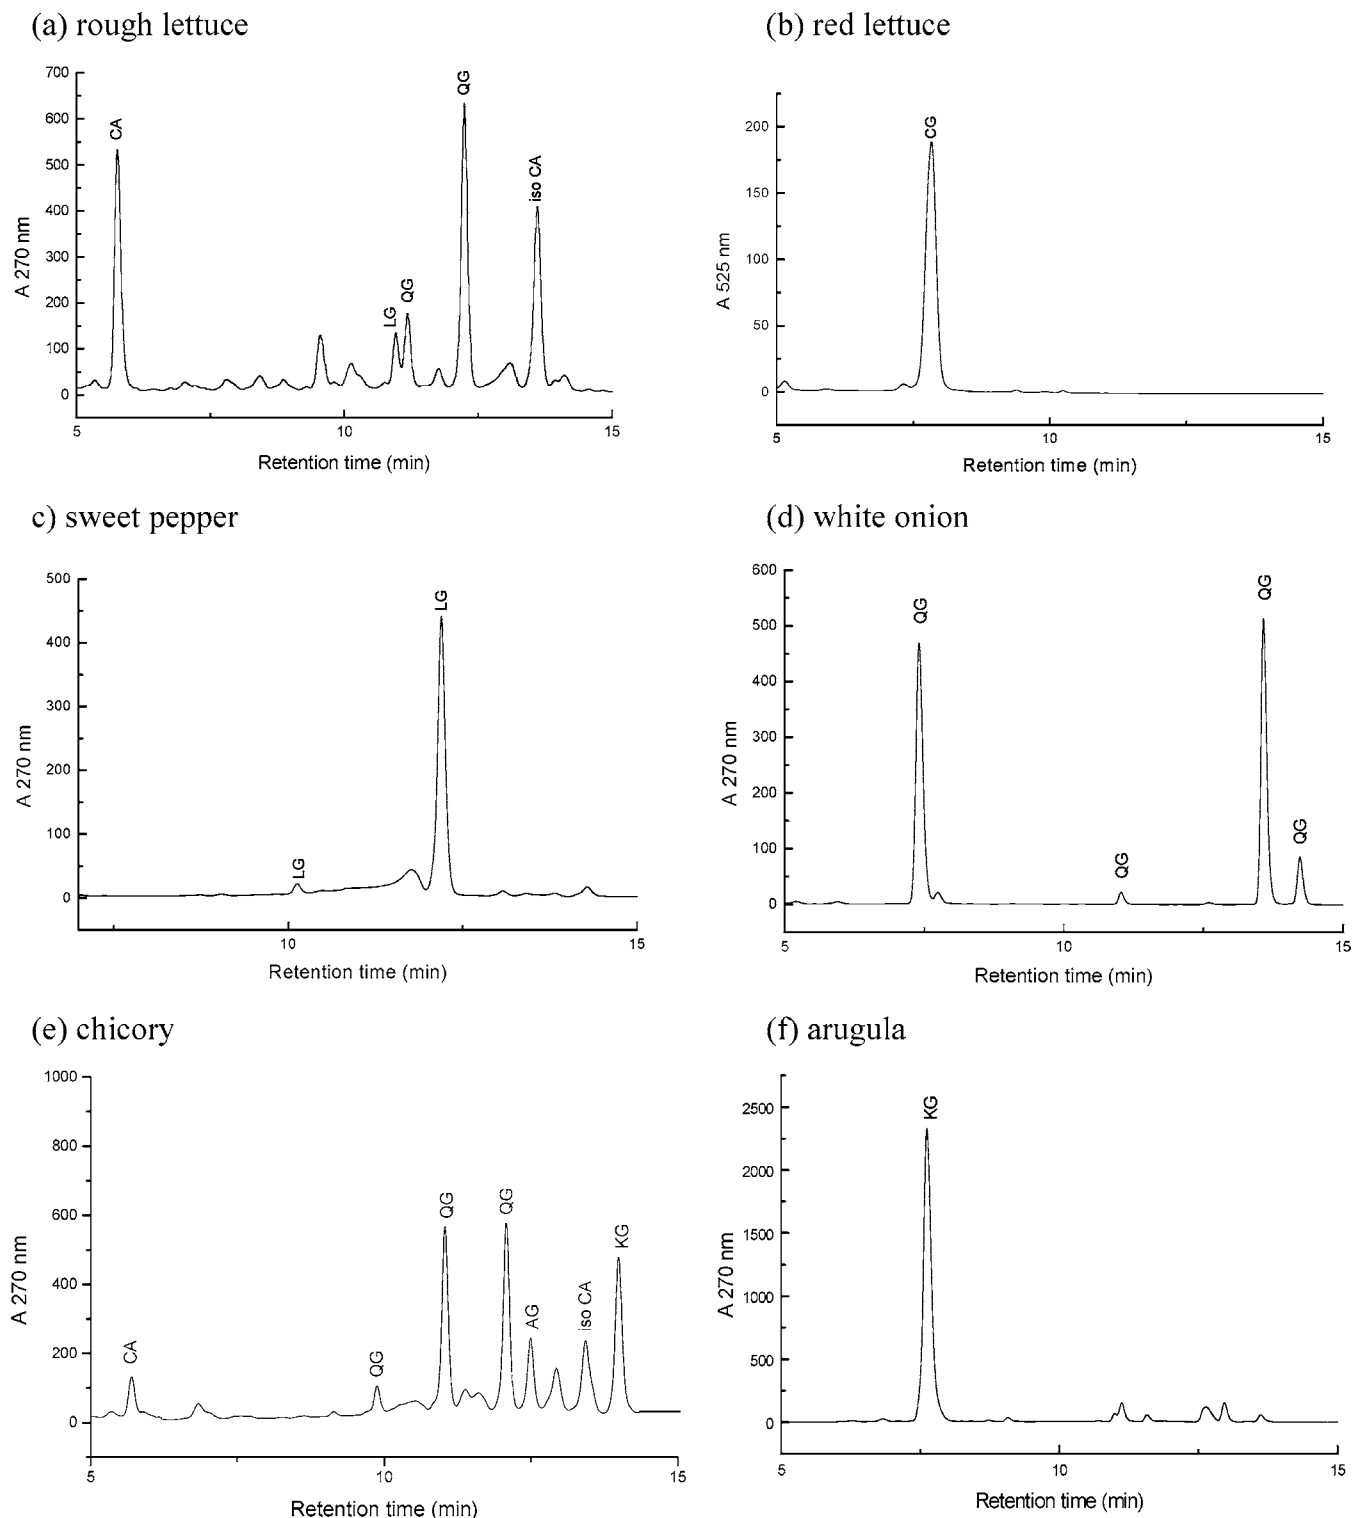 (a) rough lettuce
700
600
500
400
300
200
100
0
A 270 nm
CA
LG
QG
QG
iso CA
5
10
15
Retention time (min)
(b) red lettuce
200
150
100
50
0
A 525 nm
CG
5
10
15
Retention time (min)
c) sweet pepper
500
400
300
200
100
0
A 270 nm
LG
LG
10
15
Retention time (min)
(d) white onion
600
500
400
300
200
100
0
A 270 nm
QG
QG
QG
QG
5
10
15
Retention time (min)
(e) chicory
1000
800
600
400
200
0
A 270 nm
CA
QG
QG
QG
AG
iso CA
KG
5
10
15
Retention time (min)
(f) arugula
2500
2000
1500
1000
500
0
A 270 nm
KG
5
10
15
Retention time (min)